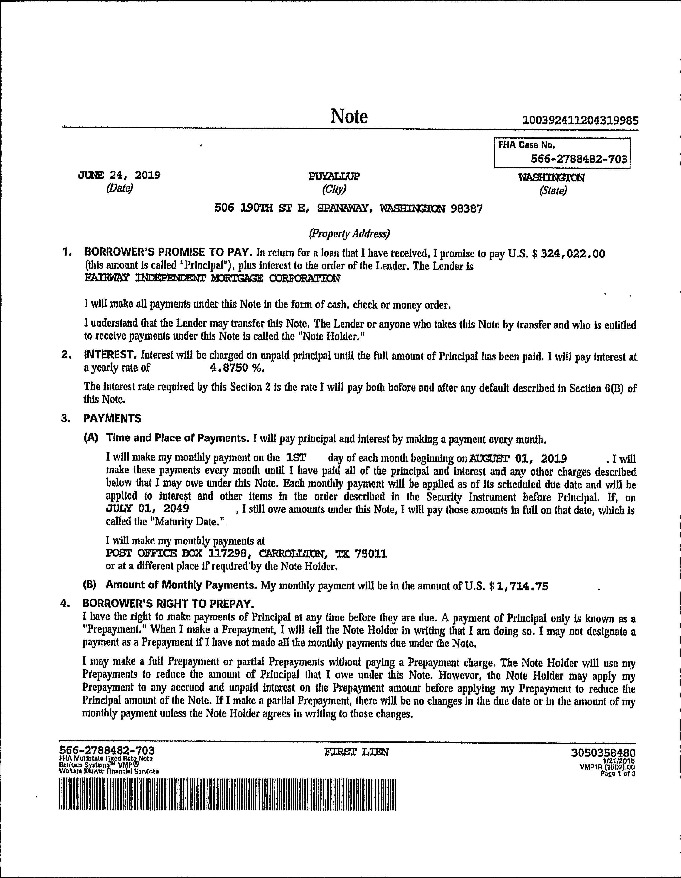 Note
100392411204319985
FHA Case No.
566-2788482-703
JUNE 24, 2019 PUYALLUP WASHINGTON
(Date) (City) (State)
506 190TH ST E, SPANAWAY, WASHINGTON 98387
(Property Address)
1. BORROWER'S PROMISE TO PAY. In return for a loan that I have received, I promise to pay U.S. $ 324,022.00
(this amount is called "Principal"), plus interest to the order of the Lender. The Lender is
FAIRWAY INDEPENDENT MORTGAGE CORPORATION
I will make all payments under this Note in the form of cash, check or money order.
I understand that the Lender may transfer this Note. The Lender or anyone who takes this Note by transfer and who is entitled
to receive payments under this Note is called the "Note Holder."
2. INTEREST. Interest will be charged on unpaid principal until the full amount of Principal has been paid. I will pay interest at
a yearly rate of 4.8750 %.
The interest rate required by this Section 2 is the rate I will pay both before and after any default described in Section 6(B) of
this Note.
3. PAYMENTS
(A) Time and Place of Payments. I will pay principal and interest by making a payment every month.
I will make my monthly payment on the 1ST day of each month beginning on AUGUST 01, 2019 . I will
make these payments every month until I have paid all of the principal and interest and any other charges described
below that I may owe under this Note. Each monthly payment will be applied as of its scheduled due date and will be
applied to interest and other items in the order described in the Security Instrument before Principal. If, on
JULY 01, 2049 , I still owe amounts under this Note, I will pay those amounts in full on that date, which is
called the "Maturity Date."
I will make my monthly payments at
POST OFFICE BOX 117298, CARROLLTON, TX 75011
or at a different place if required by the Note Holder.
(B) Amount of Monthly Payments. My monthly payment will be in the amount of U.S. $ 1,714.75 .
4. BORROWER'S RIGHT TO PREPAY.
I have the right to make payments of Principal at any time before they are due. A payment of Principal only is known as a
"Prepayment." When I make a Prepayment, I will tell the Note Holder in writing that I am doing so. I may not designate a
payment as a Prepayment if I have not made all the monthly payments due under the Note.
I may make a full Prepayment or partial Prepayments without paying a Prepayment charge. The Note Holder will use my
Prepayments to reduce the amount of Principal that I owe under this Note. However, the Note Holder may apply my
Prepayment to any accrued and unpaid interest on the Prepayment amount before applying my Prepayment to reduce the
Principal amount of the Note. If I make a partial Prepayment, there will be no changes in the due date or in the amount of my
monthly payment unless the Note Holder agrees in writing to those changes.
566-2788482-703 FIRST LIEN 3050358480
FHA Multistate Fixed Rate Note
Bankers Systems™ VMP®
Wolters Kluwer Financial Services
VMP1R
Page 1 of 3